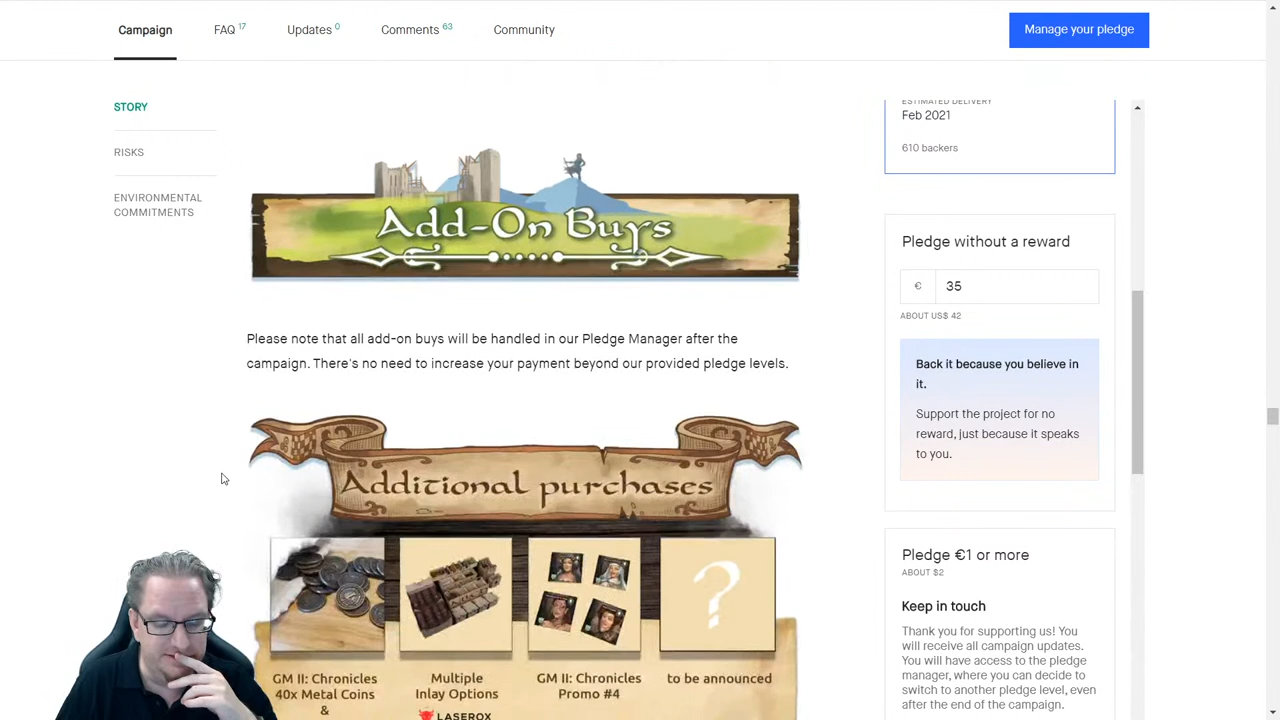 Campaign
FAQ 17
Updates 0
Comments 63
Community
Manage your pledge
STORY
RISKS
ENVIRONMENTAL
COMMITMENTS
Add-On Buys
Please note that all add-on buys will be handled in our Pledge Manager after the
campaign. There's no need to increase your payment beyond our provided pledge levels.
Additional purchases
GM II: Chronicles
40x Metal Coins
&
Multiple
Inlay Options
LASEROX
GM II: Chronicles
Promo #4
?
to be announced
ESTIMATED DELIVERY
Feb 2021
610 backers
Pledge without a reward
€ 35
ABOUT US$ 42
Back it because you believe in
it.
Support the project for no
reward, just because it speaks
to you.
Pledge €1 or more
ABOUT $2
Keep in touch
Thank you for supporting us! You
will receive all campaign updates.
You will have access to the pledge
manager, where you can decide to
switch to another pledge level, even
after the end of the campaign.